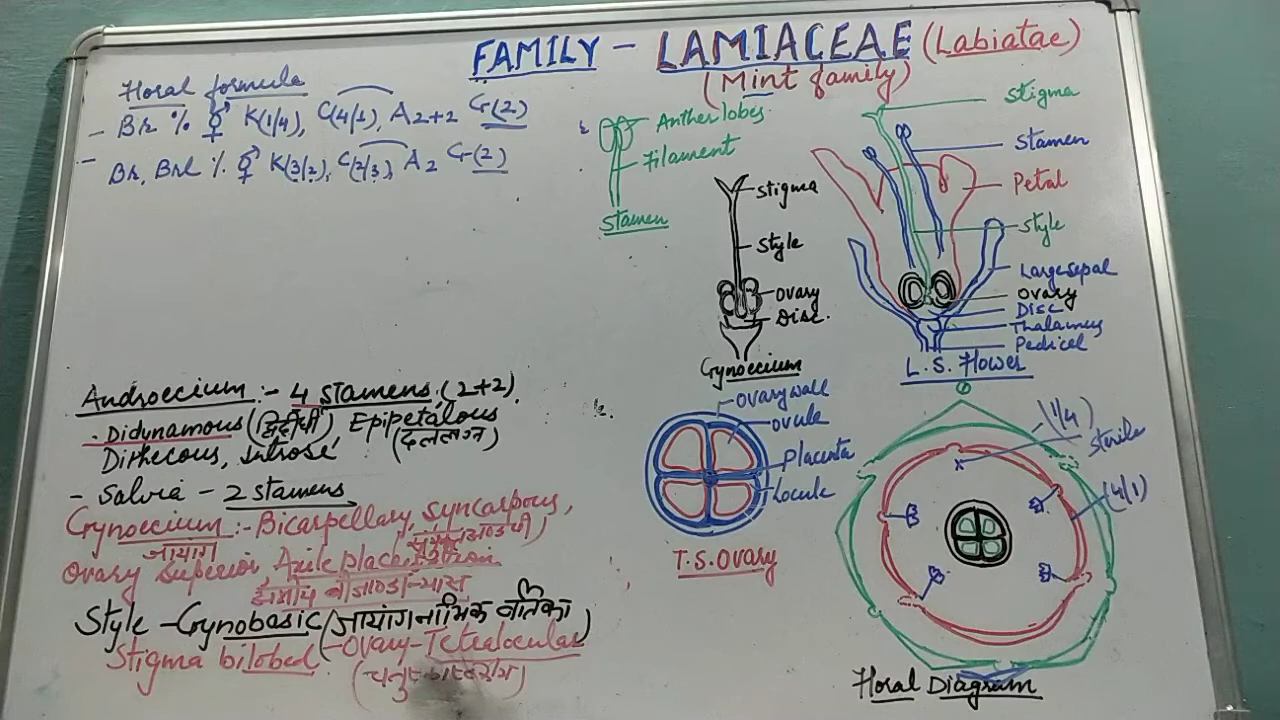 FAMILY - LAMIACEAE (Labiatae)
(Mint family)
Floral formula
- Br % ⚥ K(1/4), C(4/1), A2+2 G(2)
- Br, Brl % ⚥ K(3/2), C(2/3), A2 G(2)
Anther lobes
Filament
Stamen
stigma
style
Ovary
Disc.
Gynoecium
Stigma
Stamen
Petal
style
Large sepal
Ovary
Disc
Thalamus
Pedicel
L.S. Flower
Androecium :- 4 stamens, (2+2).
Didynamous (द्विदीर्घी), Epipetalous
(दललग्न)
Dithecous, Introse,
- Salvia - 2 stamens
Gynoecium :- Bicarpellary, syncarpous,
जायांग
Ovary superior Axile placentation
Style - Gynobasic (जायांगनाभिक वर्तिका)
Stigma bilobed - Ovary - Tetralocular
ovary wall
ovule
placenta
Locule
T.S. Ovary
(1/4)
sterile
(4/1)
Floral Diagram